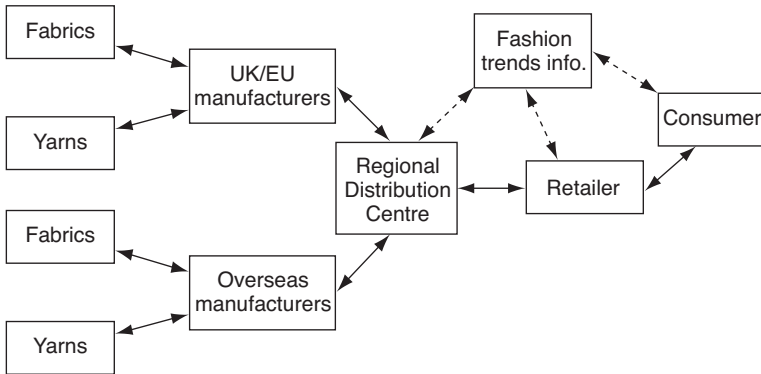 Fabrics
Yarns
UK/EU
manufacturers
Fabrics
Yarns
Overseas
manufacturers
Regional
Distribution
Centre
Fashion
trends info.
Retailer
Consumer